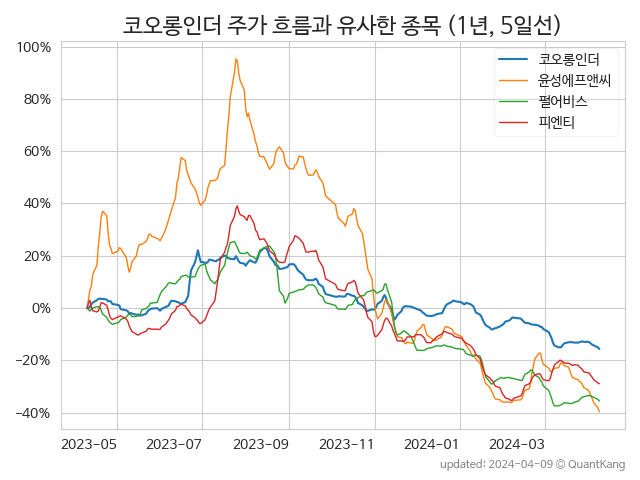 코오롱인더 주가 흐름과 유사한 종목 (1년, 5일선)
100%
80%
60%
40%
20%
0%
−20%
−40%
코오롱인더
윤성에프앤씨
펄어비스
피엔티
2023-05 2023-07 2023-09 2023-11 2024-01 2024-03
updated: 2024-04-09 © QuantKang